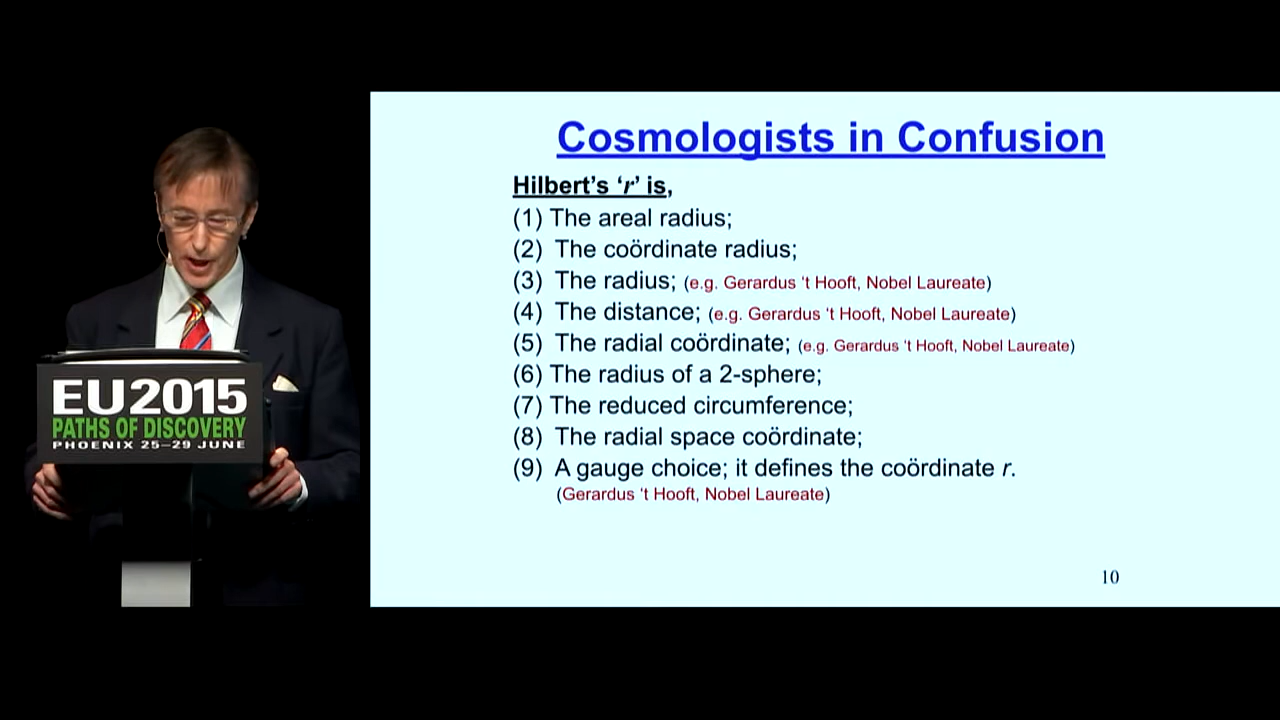 Cosmologists in Confusion
Hilbert's 'r' is,
(1) The areal radius;
(2) The coördinate radius;
(3) The radius; (e.g. Gerardus 't Hooft, Nobel Laureate)
(4) The distance; (e.g. Gerardus 't Hooft, Nobel Laureate)
(5) The radial coördinate; (e.g. Gerardus 't Hooft, Nobel Laureate)
(6) The radius of a 2-sphere;
(7) The reduced circumference;
(8) The radial space coördinate;
(9) A gauge choice; it defines the coördinate r.
(Gerardus 't Hooft, Nobel Laureate)
10
EU2015
PATHS OF DISCOVERY
PHOENIX 25–29 JUNE